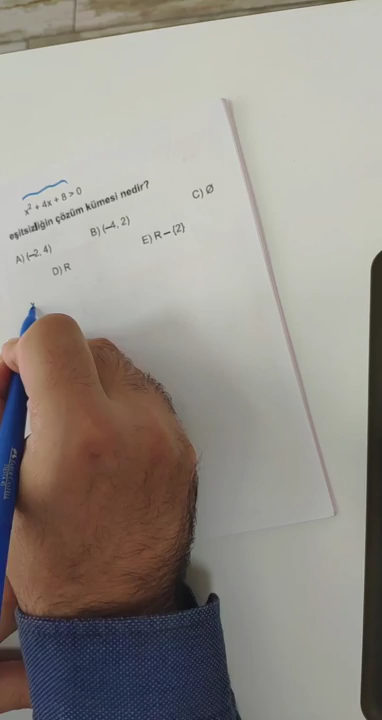 x² + 4x + 8 > 0
eşitsizliğin çözüm kümesi nedir?
A) (–2, 4)
B) (–4, 2)
C) Ø
D) R
E) R – {2}
x